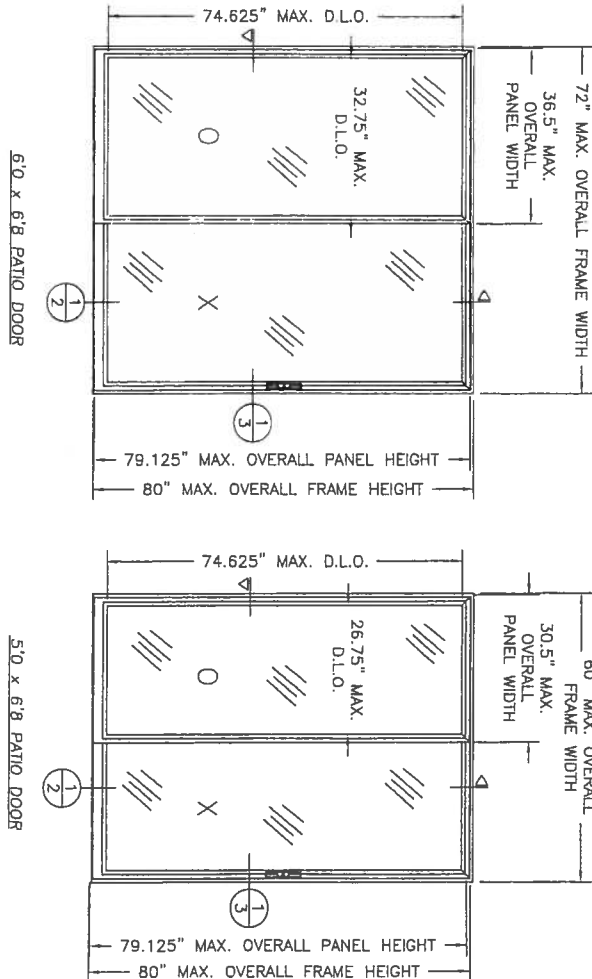 74.625" MAX. D.L.O.
72" MAX. OVERALL FRAME WIDTH
36.5" MAX.
OVERALL
PANEL WIDTH
32.75" MAX.
D.L.O.
O
X
1
2
1
3
79.125" MAX. OVERALL PANEL HEIGHT
80" MAX. OVERALL FRAME HEIGHT
6'0 x 6'8 PATIO DOOR
74.625" MAX. D.L.O.
60" MAX. OVERALL
FRAME WIDTH
30.5" MAX.
OVERALL
PANEL WIDTH
26.75" MAX.
D.L.O.
O
X
1
2
1
3
79.125" MAX. OVERALL PANEL HEIGHT
80" MAX. OVERALL FRAME HEIGHT
5'0 x 6'8 PATIO DOOR